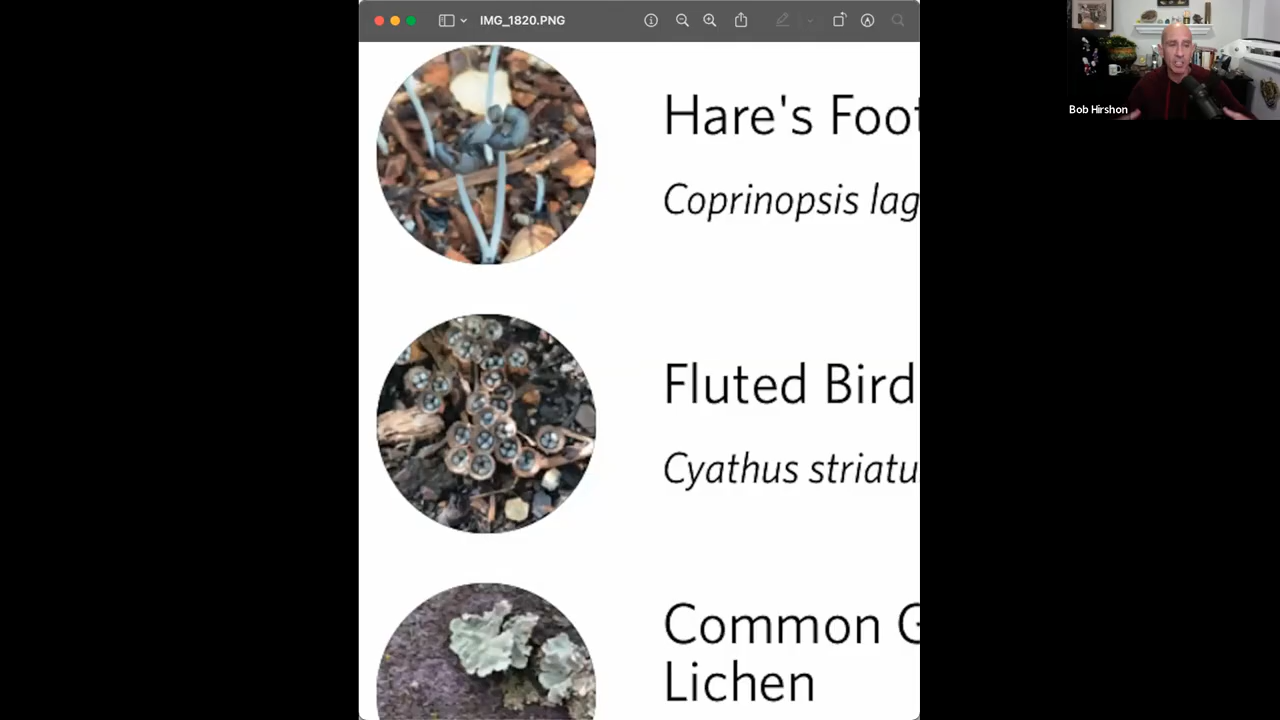 IMG_1820.PNG
Bob Hirshon
Hare's Foot
Coprinopsis lag
Fluted Bird
Cyathus striatu
Common G
Lichen